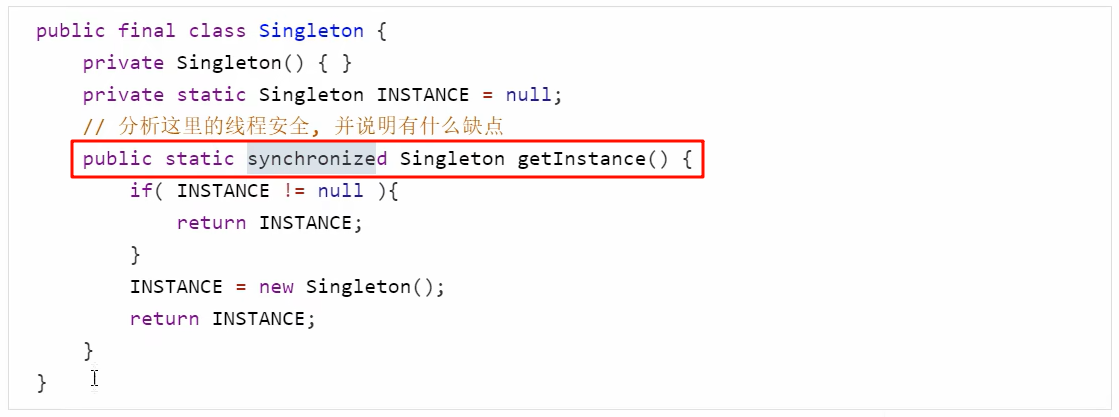 public final class Singleton {
private Singleton() { }
private static Singleton INSTANCE = null;
// 分析这里的线程安全, 并说明有什么缺点
public static synchronized Singleton getInstance() {
if( INSTANCE != null ){
return INSTANCE;
}
INSTANCE = new Singleton();
return INSTANCE;
}
}